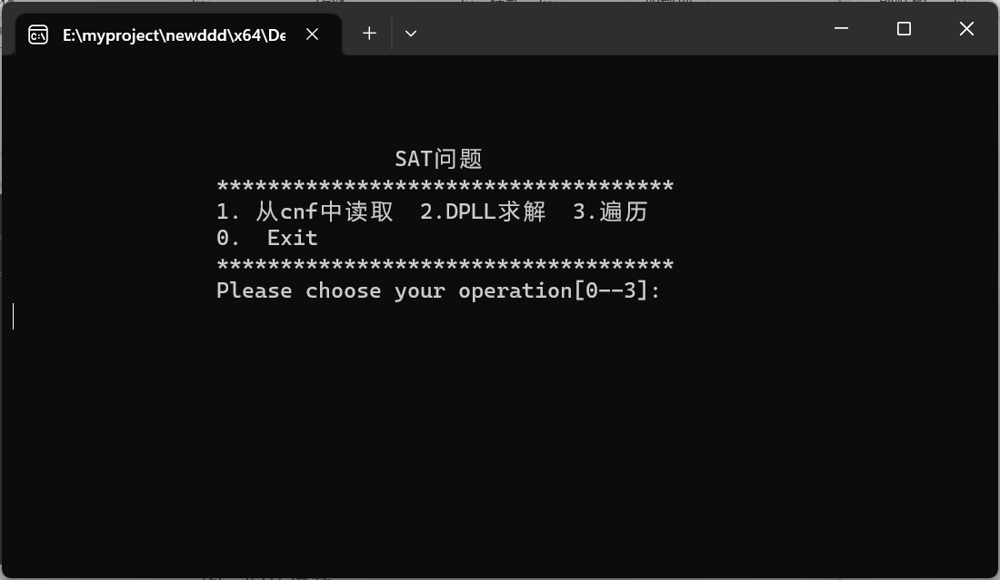 E:\myproject\newddd\x64\De
SAT问题
************************************
1. 从cnf中读取  2.DPLL求解  3.遍历
0.  Exit
************************************
Please choose your operation[0--3]: